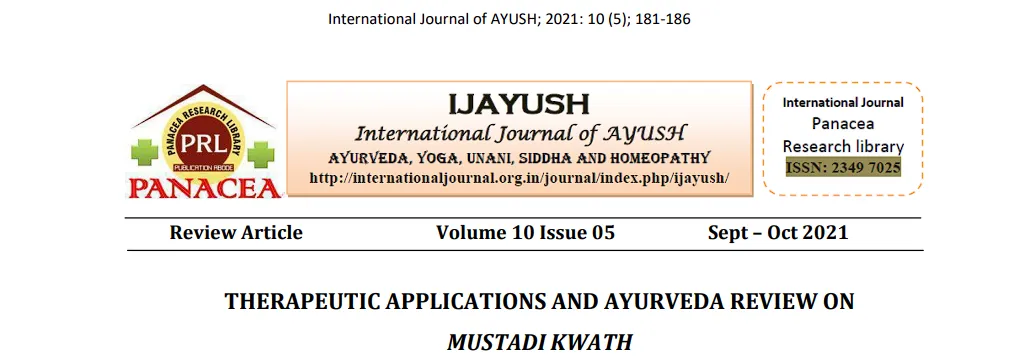 International Journal of AYUSH; 2021: 10 (5); 181-186
PANACEA RESEARCH LIBRARY
PRL
PUBLICATION ABODE
PANACEA
IJAYUSH
International Journal of AYUSH
AYURVEDA, YOGA, UNANI, SIDDHA AND HOMEOPATHY
http://internationaljournal.org.in/journal/index.php/ijayush/
International Journal
Panacea
Research library
ISSN: 2349 7025
Review Article Volume 10 Issue 05 Sept – Oct 2021
THERAPEUTIC APPLICATIONS AND AYURVEDA REVIEW ON
MUSTADI KWATH